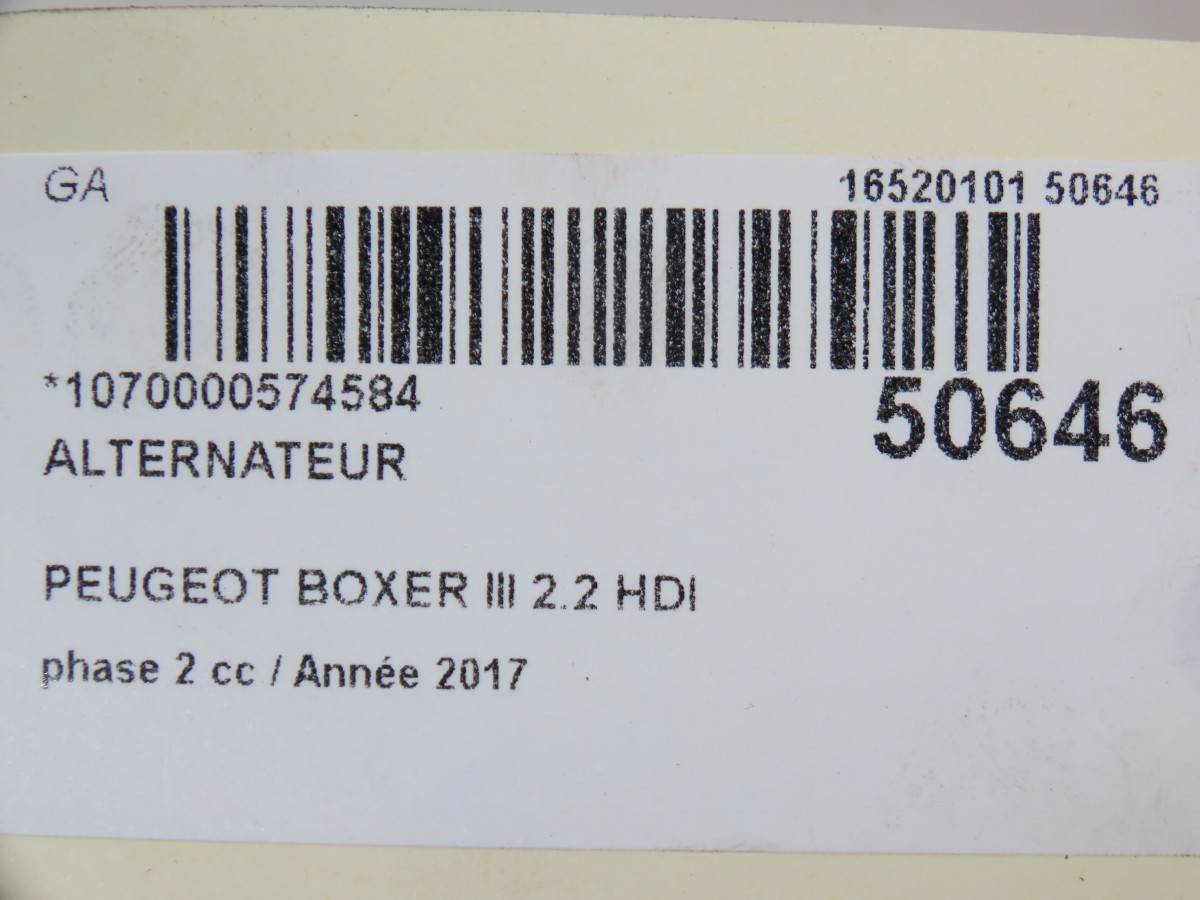 GA
16520101 50646
*1070000574584
50646
ALTERNATEUR
PEUGEOT BOXER III 2.2 HDI
phase 2 cc / Année 2017